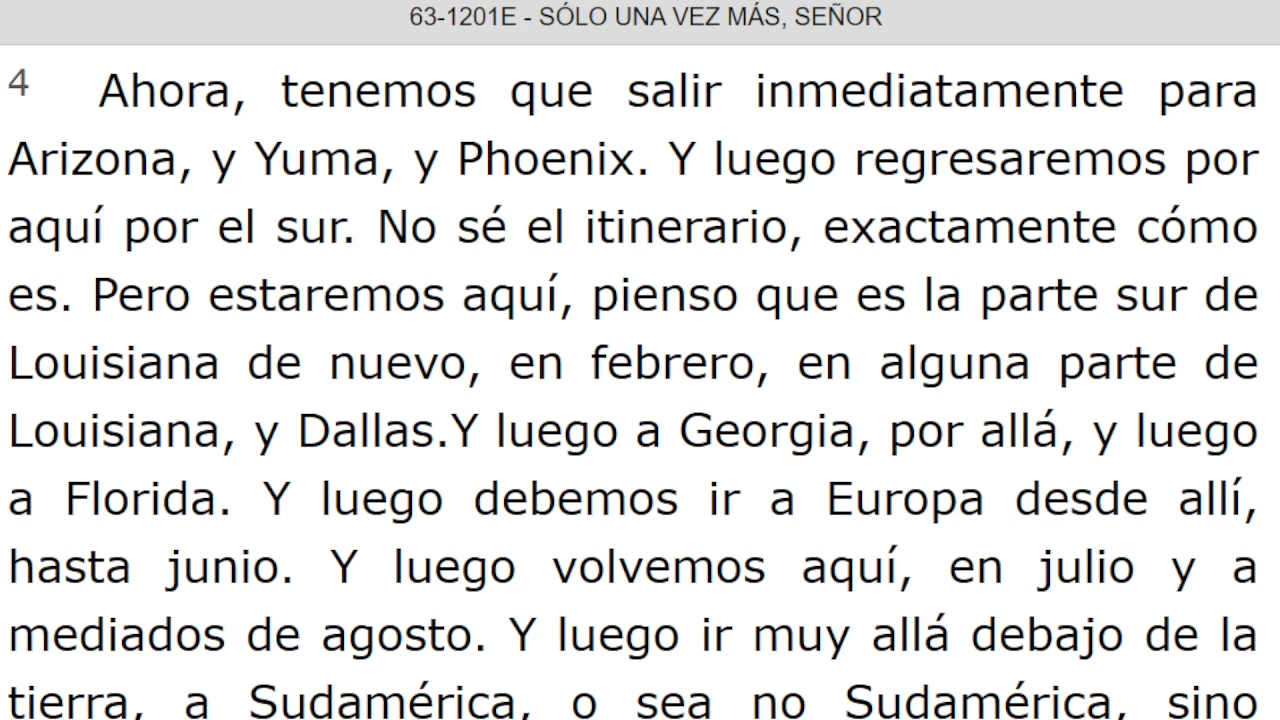 63-1201E - SÓLO UNA VEZ MÁS, SEÑOR
4 Ahora, tenemos que salir inmediatamente para
Arizona, y Yuma, y Phoenix. Y luego regresaremos por
aquí por el sur. No sé el itinerario, exactamente cómo
es. Pero estaremos aquí, pienso que es la parte sur de
Louisiana de nuevo, en febrero, en alguna parte de
Louisiana, y Dallas.Y luego a Georgia, por allá, y luego
a Florida. Y luego debemos ir a Europa desde allí,
hasta junio. Y luego volvemos aquí, en julio y a
mediados de agosto. Y luego ir muy allá debajo de la
tierra, a Sudamérica, o sea no Sudamérica, sino